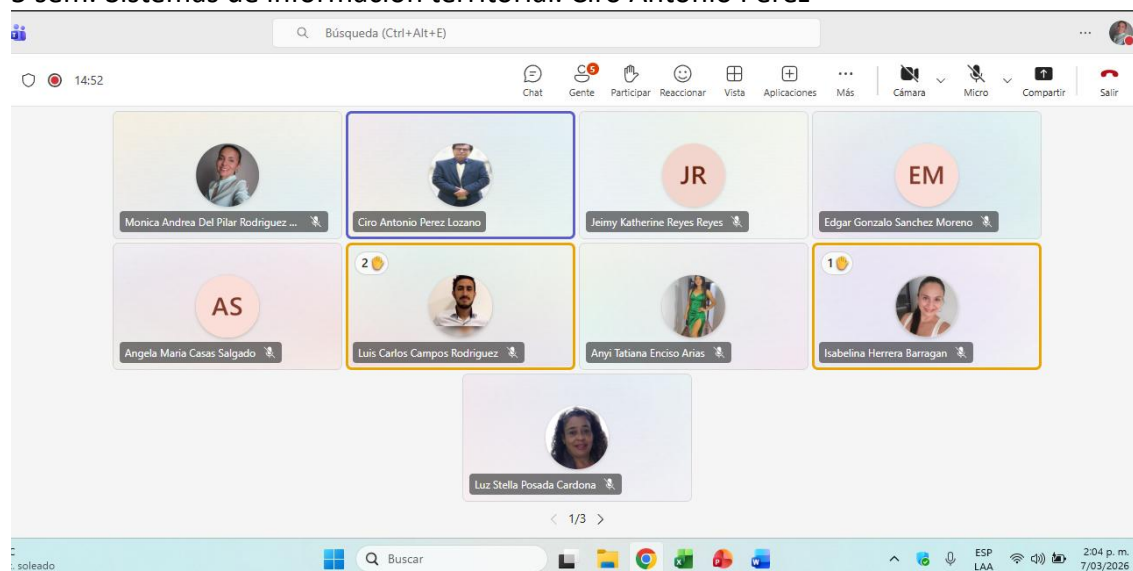 5 sem. Sistemas de información territorial. Ciro Antonio Pérez
Búsqueda (Ctrl+Alt+E)
14:52
5
Chat Gente Participar Reaccionar Vista Aplicaciones Más Cámara Micro Compartir Salir
JR
EM
Monica Andrea Del Pilar Rodriguez ...
Ciro Antonio Perez Lozano
Jeimy Katherine Reyes Reyes
Edgar Gonzalo Sanchez Moreno
2
1
AS
Angela Maria Casas Salgado
Luis Carlos Campos Rodriguez
Anyi Tatiana Enciso Arias
Isabelina Herrera Barragan
Luz Stella Posada Cardona
1/3
soleado
Buscar
ESP
LAA
2:04 p. m.
7/03/2026